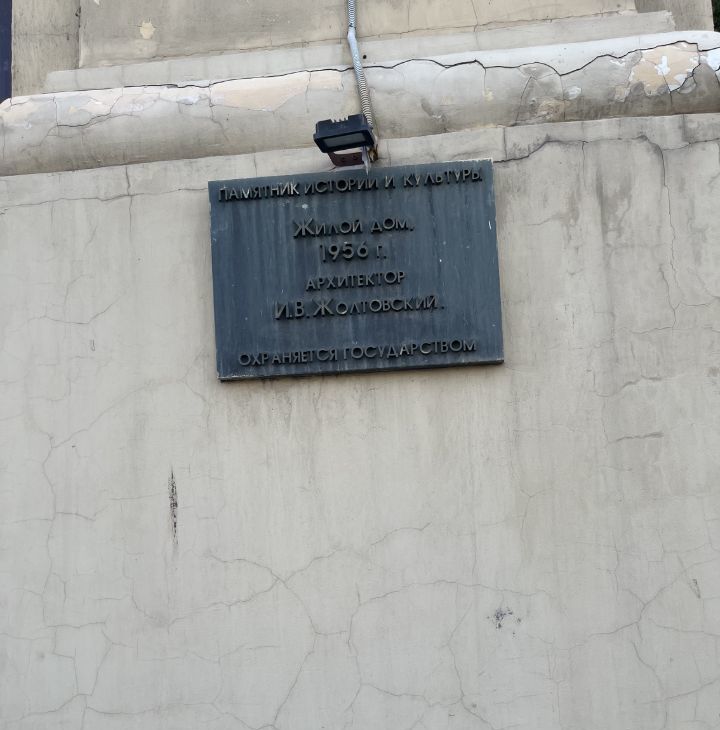 ПАМЯТНИК ИСТОРИИ И КУЛЬТУРЫ
ЖИЛОЙ ДОМ,
1956 Г.
АРХИТЕКТОР
И.В. ЖОЛТОВСКИЙ.
ОХРАНЯЕТСЯ ГОСУДАРСТВОМ